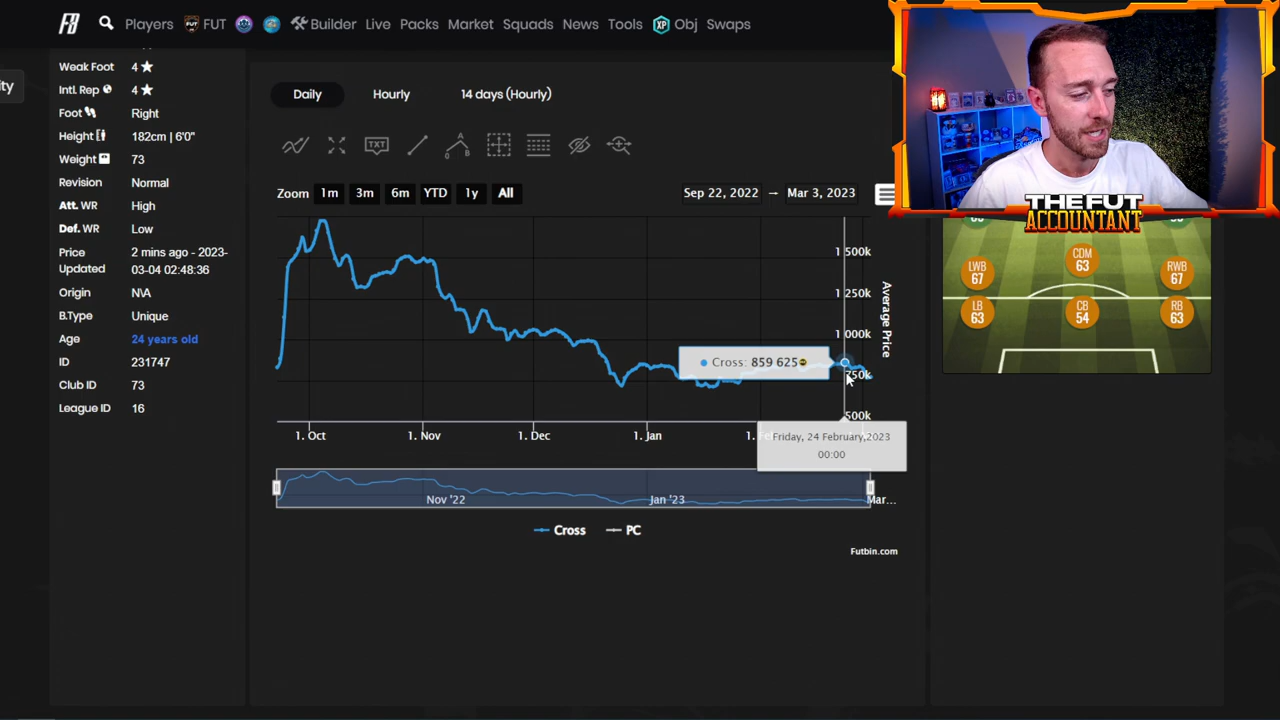 F8 Players FUT Builder Live Packs Market Squads News Tools XP Obj Swaps
ity
Weak Foot 4
Intl. Rep 4
Foot Right
Height 182cm | 6'0"
Weight 73
Revision Normal
Att. WR High
Def. WR Low
Price Updated 2 mins ago - 2023-03-04 02:48:36
Origin N\A
B.Type Unique
Age 24 years old
ID 231747
Club ID 73
League ID 16
Daily Hourly 14 days (Hourly)
TXT A B
Zoom 1m 3m 6m YTD 1y All
Sep 22, 2022 → Mar 3, 2023
1 500k
1 250k
1 000k
750k
500k
Average Price
Cross: 859 625
1. Oct 1. Nov 1. Dec 1. Jan
Friday, 24 February,2023
00:00
Nov '22 Jan '23 Mar...
Cross PC
Futbin.com
THE FUT
ACCOUNTANT
LWB
67
CDM
63
RWB
67
LB
63
CB
54
RB
63